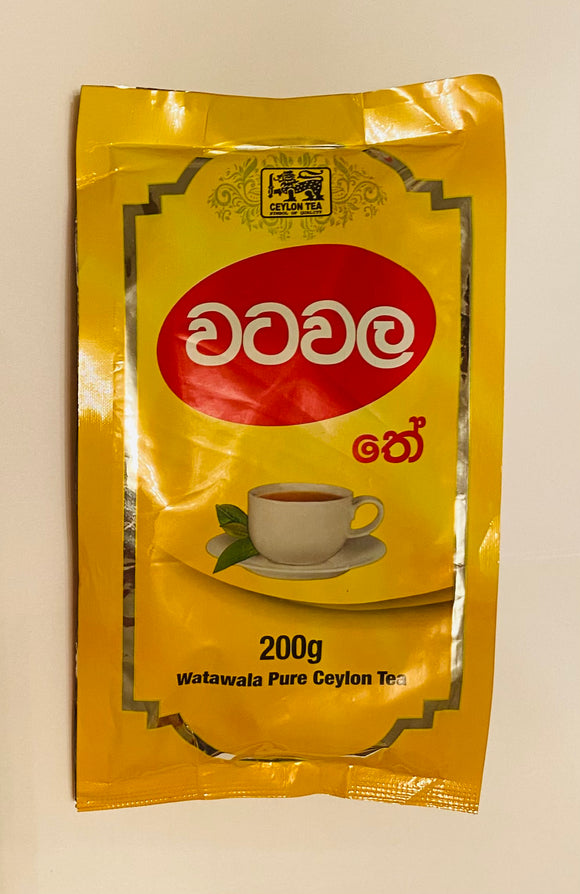 CEYLON TEA
SYMBOL OF QUALITY
වටවල
තේ
200g
Watawala Pure Ceylon Tea